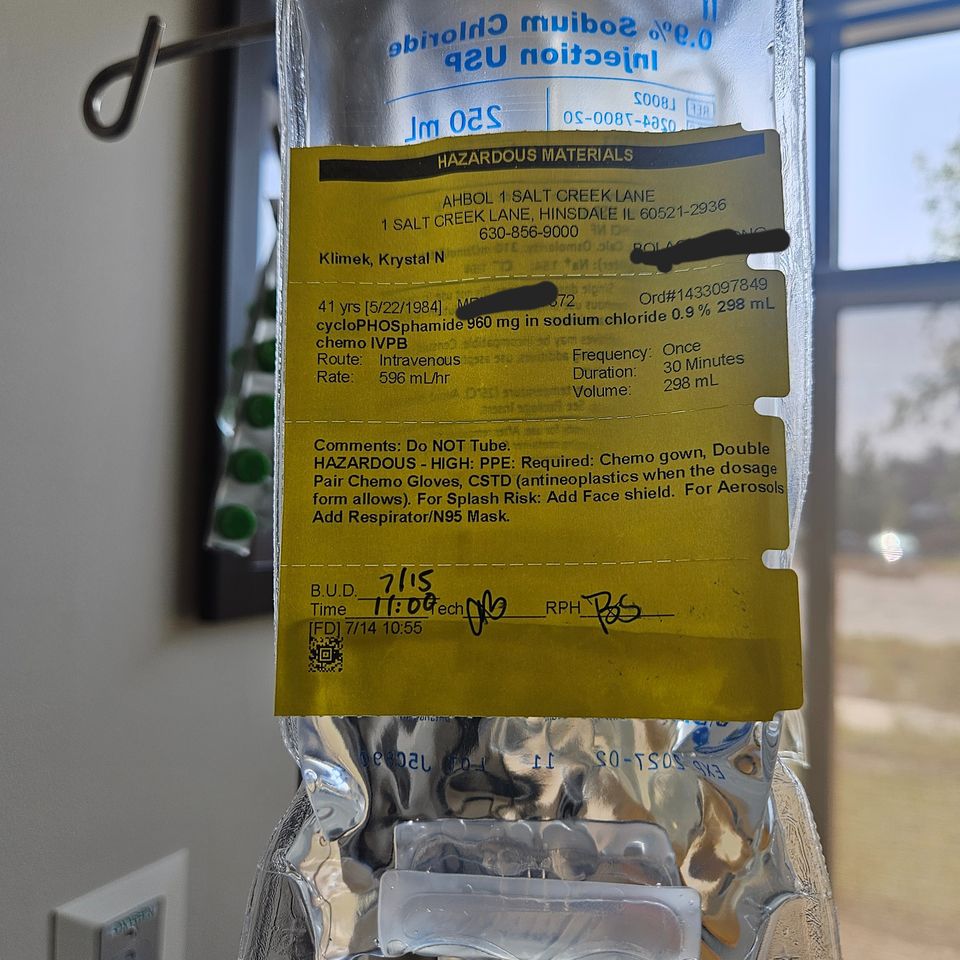 0.9% Sodium Chloride
Injection USP
REF L8002
250 mL
0264-7800-20
HAZARDOUS MATERIALS
AHBOL 1 SALT CREEK LANE
1 SALT CREEK LANE, HINSDALE IL 60521-2936
630-856-9000
Klimek, Krystal N
41 yrs [5/22/1984] 572 Ord#1433097849
cycloPHOSphamide 960 mg in sodium chloride 0.9 % 298 mL
chemo IVPB
Route: Intravenous Frequency: Once
Rate: 596 mL/hr Duration: 30 Minutes
Volume: 298 mL
Comments: Do NOT Tube.
HAZARDOUS - HIGH: PPE: Required: Chemo gown, Double
Pair Chemo Gloves, CSTD (antineoplastics when the dosage
form allows). For Splash Risk: Add Face shield. For Aerosols
Add Respirator/N95 Mask.
B.U.D. 7/15
Time 11:00 Tech RPH
[FD] 7/14 10:55
EXP 2027-02 11